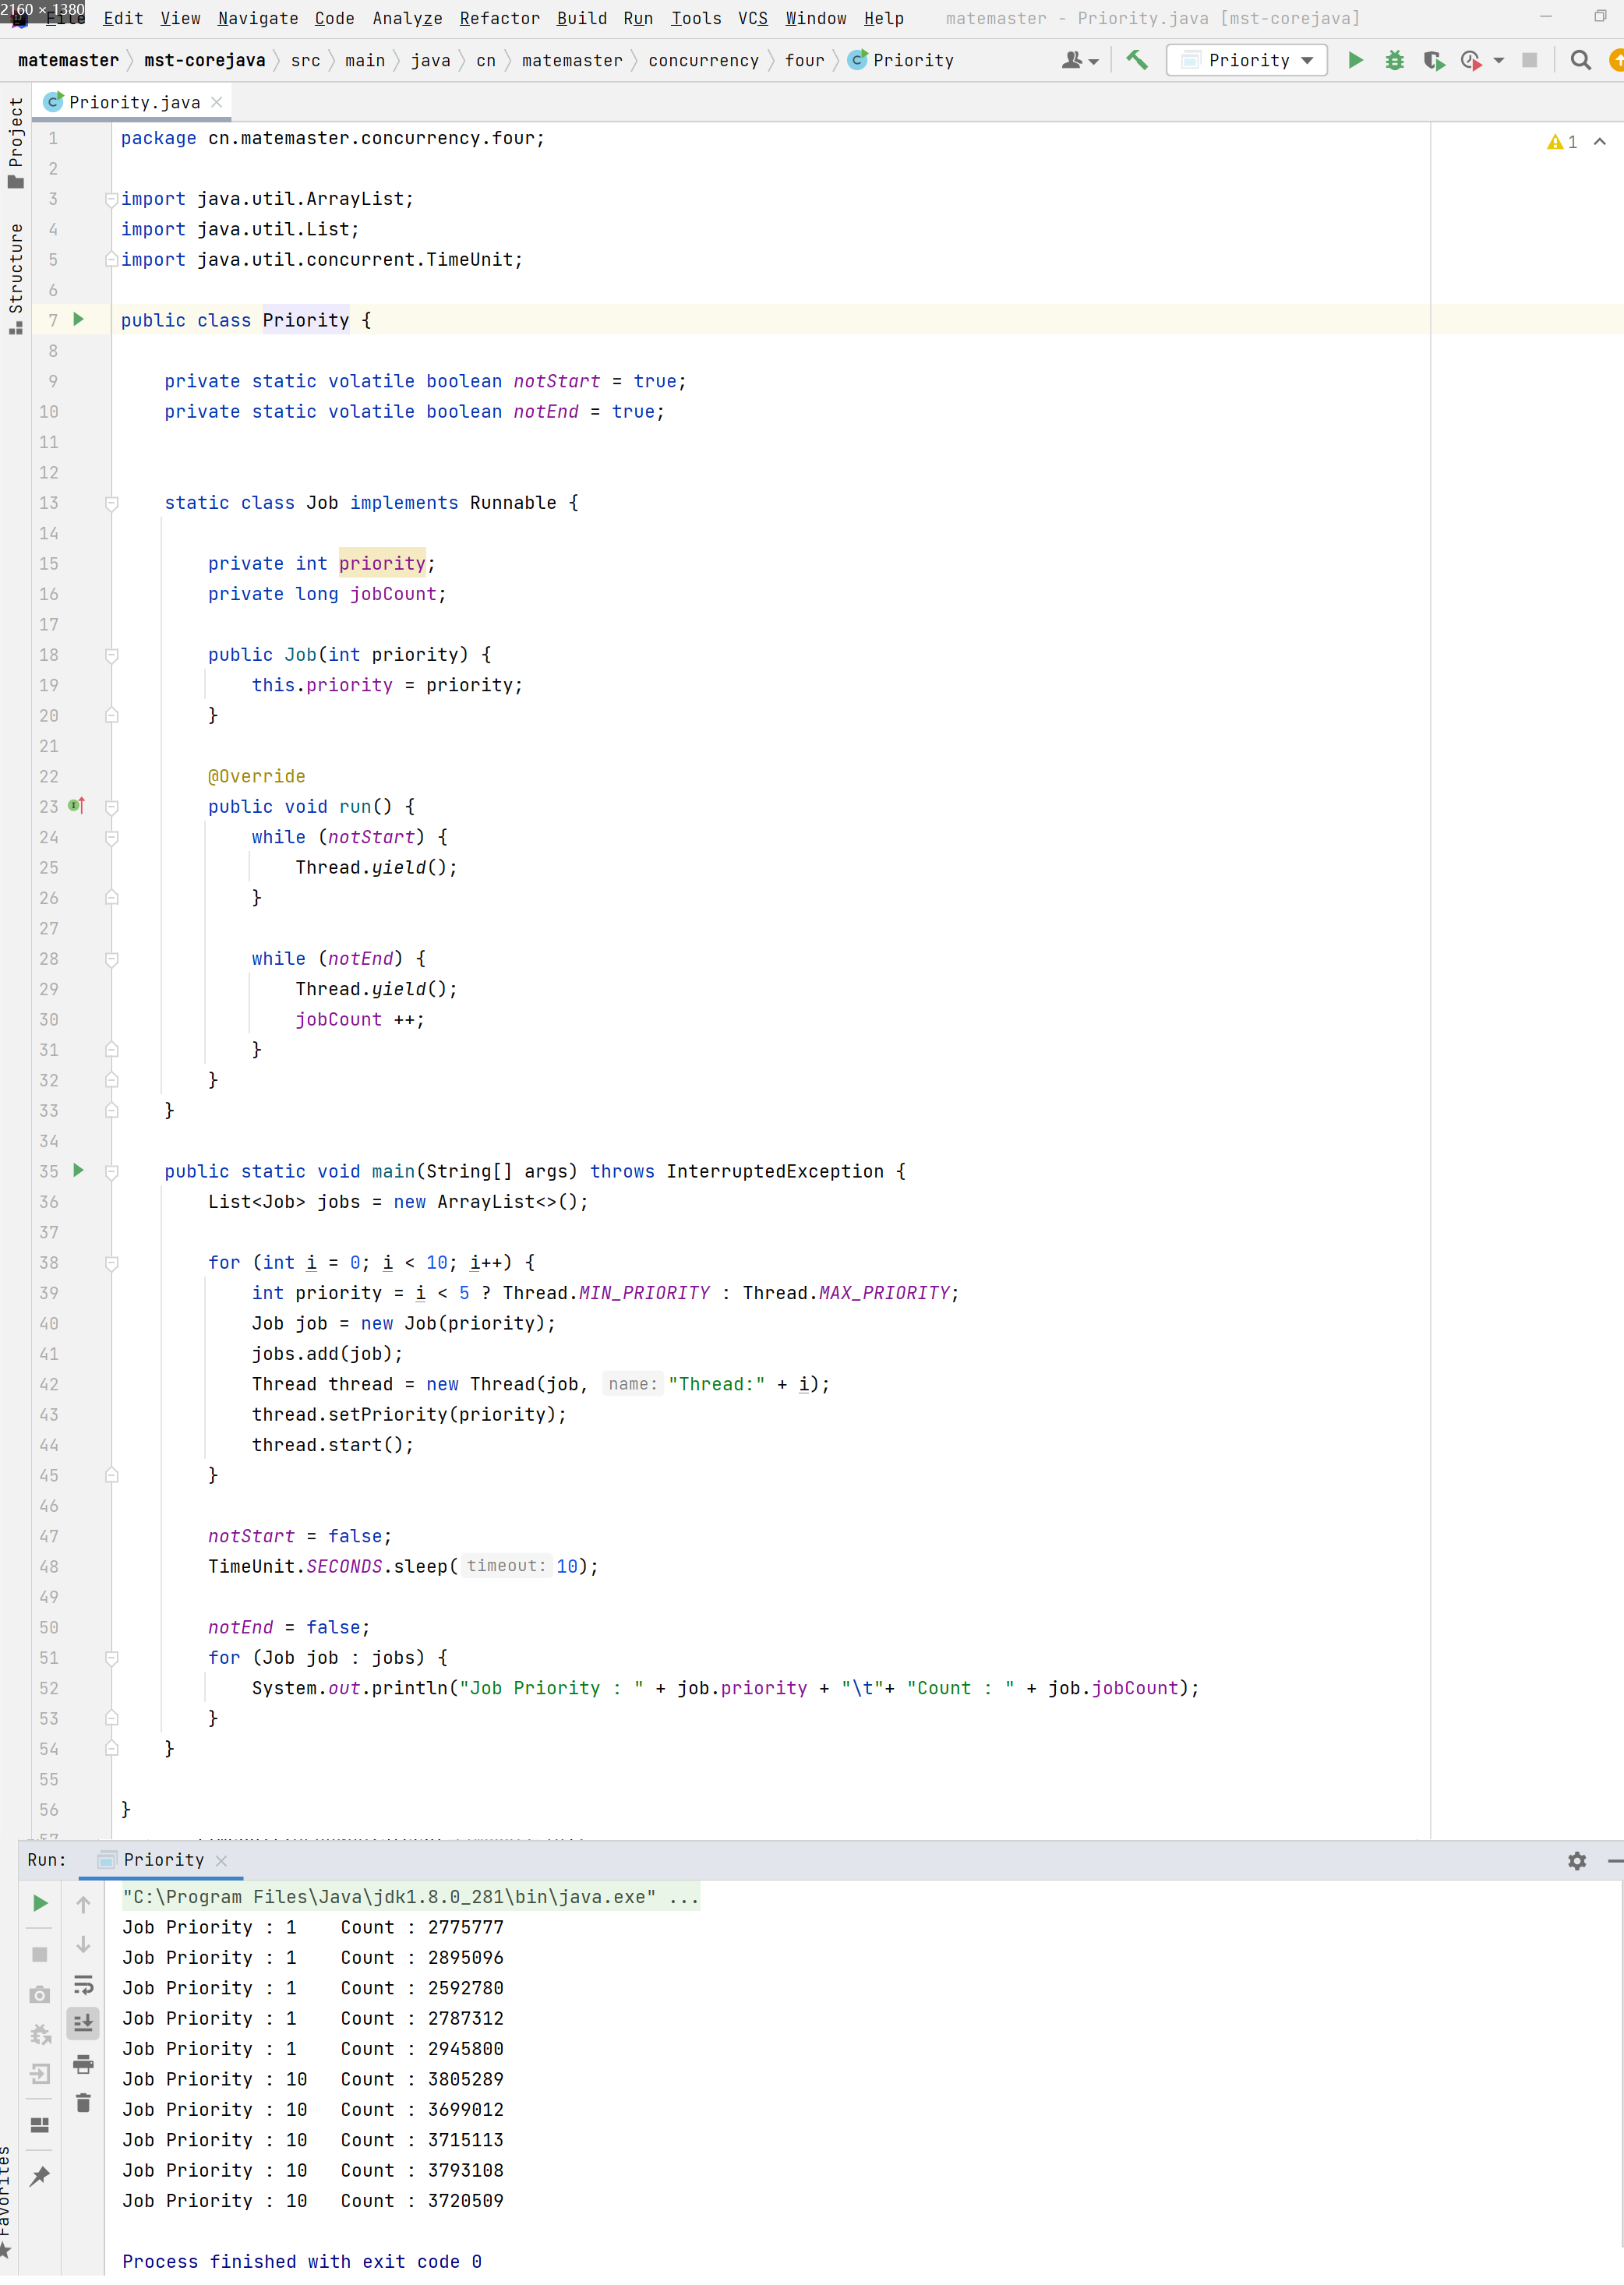 2160 × 1380
File Edit View Navigate Code Analyze Refactor Build Run Tools VCS Window Help matemaster - Priority.java [mst-corejava]
matemaster mst-corejava src main java cn matemaster concurrency four Priority Priority
Project
Structure
Priority.java
1 package cn.matemaster.concurrency.four;
1
2
3 import java.util.ArrayList;
4 import java.util.List;
5 import java.util.concurrent.TimeUnit;
6
7 public class Priority {
8
9 private static volatile boolean notStart = true;
10 private static volatile boolean notEnd = true;
11
12
13 static class Job implements Runnable {
14
15 private int priority;
16 private long jobCount;
17
18 public Job(int priority) {
19 this.priority = priority;
20 }
21
22 @Override
23 public void run() {
24 while (notStart) {
25 Thread.yield();
26 }
27
28 while (notEnd) {
29 Thread.yield();
30 jobCount ++;
31 }
32 }
33 }
34
35 public static void main(String[] args) throws InterruptedException {
36 List<Job> jobs = new ArrayList<>();
37
38 for (int i = 0; i < 10; i++) {
39 int priority = i < 5 ? Thread.MIN_PRIORITY : Thread.MAX_PRIORITY;
40 Job job = new Job(priority);
41 jobs.add(job);
42 Thread thread = new Thread(job, name: "Thread:" + i);
43 thread.setPriority(priority);
44 thread.start();
45 }
46
47 notStart = false;
48 TimeUnit.SECONDS.sleep( timeout: 10);
49
50 notEnd = false;
51 for (Job job : jobs) {
52 System.out.println("Job Priority : " + job.priority + "\t"+ "Count : " + job.jobCount);
53 }
54 }
55
56 }
Run: Priority
"C:\Program Files\Java\jdk1.8.0_281\bin\java.exe" ...
Job Priority : 1 Count : 2775777
Job Priority : 1 Count : 2895096
Job Priority : 1 Count : 2592780
Job Priority : 1 Count : 2787312
Job Priority : 1 Count : 2945800
Job Priority : 10 Count : 3805289
Job Priority : 10 Count : 3699012
Job Priority : 10 Count : 3715113
Job Priority : 10 Count : 3793108
Job Priority : 10 Count : 3720509
Process finished with exit code 0
Favorites